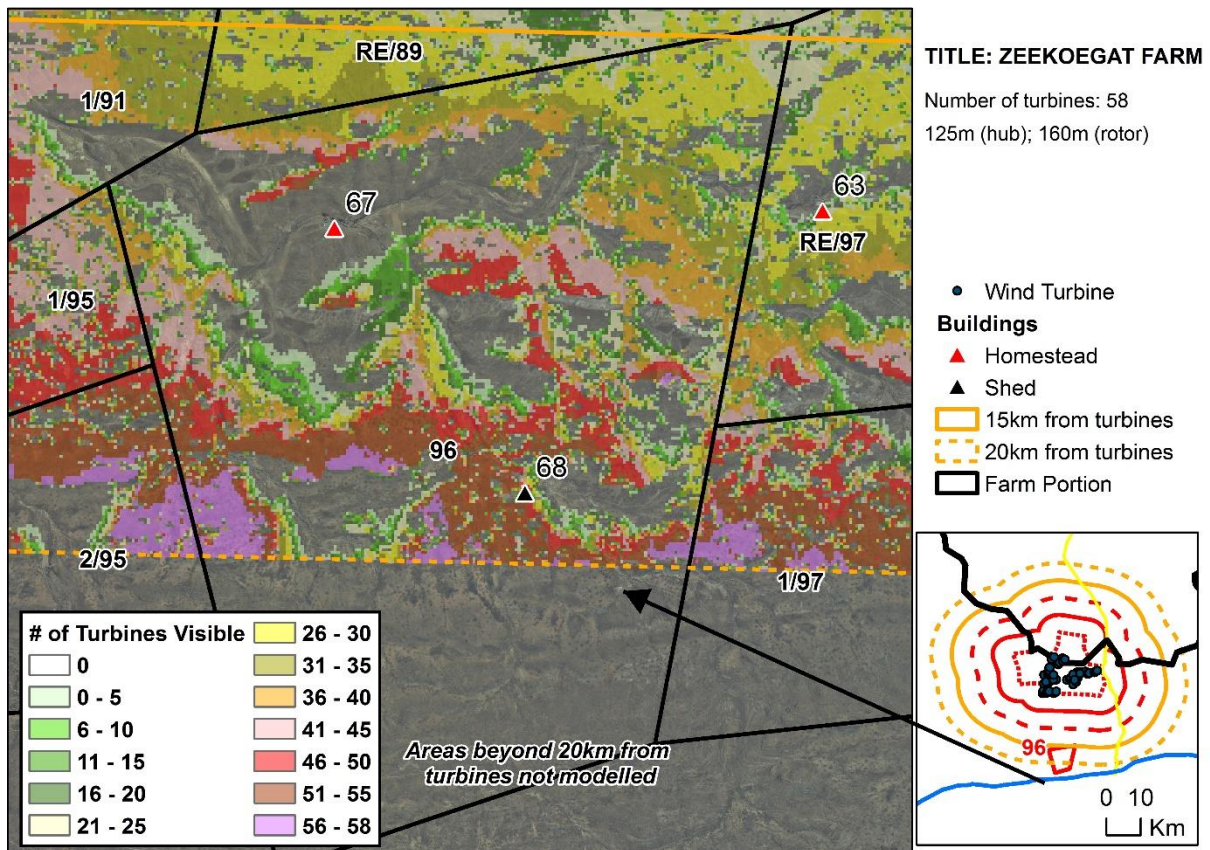 RE/89
1/91
67
63
RE/97
1/95
96
68
2/95
1/97
Areas beyond 20km from
turbines not modelled
# of Turbines Visible
0
0 - 5
6 - 10
11 - 15
16 - 20
21 - 25
26 - 30
31 - 35
36 - 40
41 - 45
46 - 50
51 - 55
56 - 58
TITLE: ZEEKOEGAT FARM
Number of turbines: 58
125m (hub); 160m (rotor)
Wind Turbine
Buildings
Homestead
Shed
15km from turbines
20km from turbines
Farm Portion
96
0 10
Km